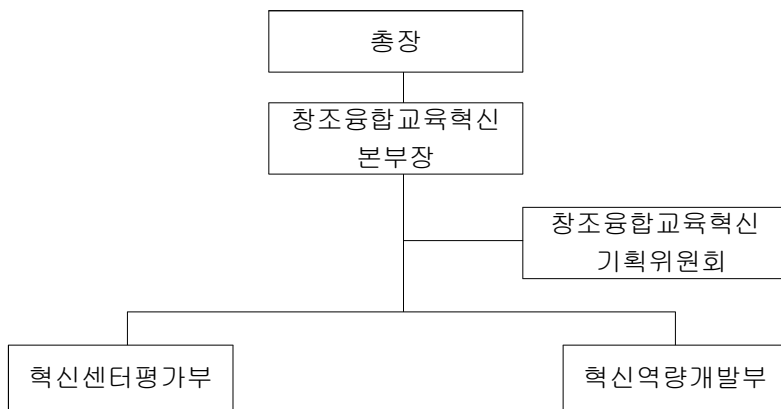 총장
창조융합교육혁신
본부장
창조융합교육혁신
기획위원회
혁신센터평가부
혁신역량개발부